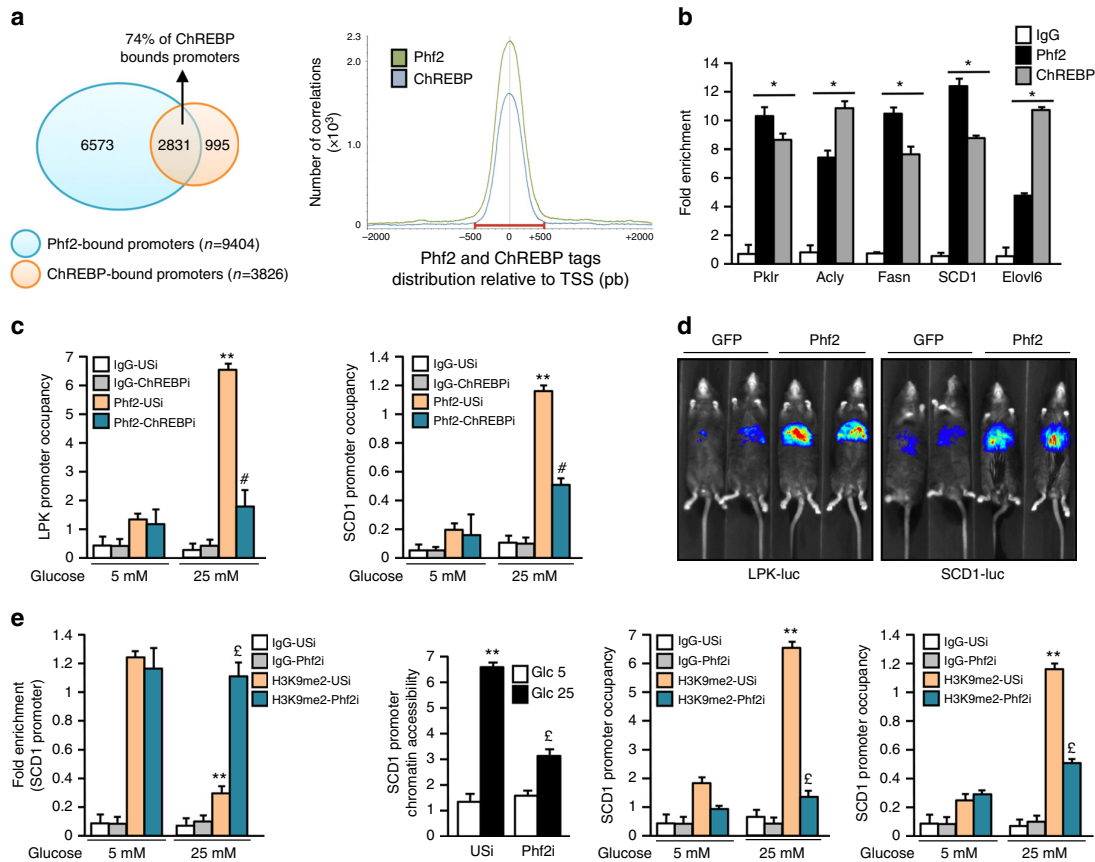 a
74% of ChREBP
bounds promoters
6573
2831
995
Phf2-bound promoters (n=9404)
ChREBP-bound promoters (n=3826)
Number of correlations
(×10³)
2.3
2.0
1.0
0
Phf2
ChREBP
−2000
−500
0
+500
+2000
Phf2 and ChREBP tags
distribution relative to TSS (pb)
b
Fold enrichment
14
12
10
8
6
4
2
0
IgG
Phf2
ChREBP
*
*
*
*
*
Pklr
Acly
Fasn
SCD1
Elovl6
c
LPK promoter occupancy
7
6
5
4
3
2
1
0
IgG-USi
IgG-ChREBPi
Phf2-USi
Phf2-ChREBPi
**
#
Glucose
5 mM
25 mM
SCD1 promoter occupancy
1.4
1.2
1
0.8
0.6
0.4
0.2
0
IgG-USi
IgG-ChREBPi
Phf2-USi
Phf2-ChREBPi
**
#
5 mM
25 mM
Glucose
d
GFP
Phf2
GFP
Phf2
LPK-luc
SCD1-luc
e
Fold enrichment
(SCD1 promoter)
1.4
1.2
1
0.8
0.6
0.4
0.2
0
IgG-USi
IgG-Phf2i
H3K9me2-USi
H3K9me2-Phf2i
**
£
Glucose
5 mM
25 mM
SCD1 promoter
chromatin accessibility
7
6
5
4
3
2
1
0
Glc 5
Glc 25
**
£
USi
Phf2i
SCD1 promoter occupancy
7
6
5
4
3
2
1
0
IgG-USi
IgG-Phf2i
H3K9me2-USi
H3K9me2-Phf2i
**
£
Glucose
5 mM
25 mM
SCD1 promoter occupancy
1.4
1.2
1
0.8
0.6
0.4
0.2
0
IgG-USi
IgG-Phf2i
H3K9me2-USi
H3K9me2-Phf2i
**
£
Glucose
5 mM
25 mM